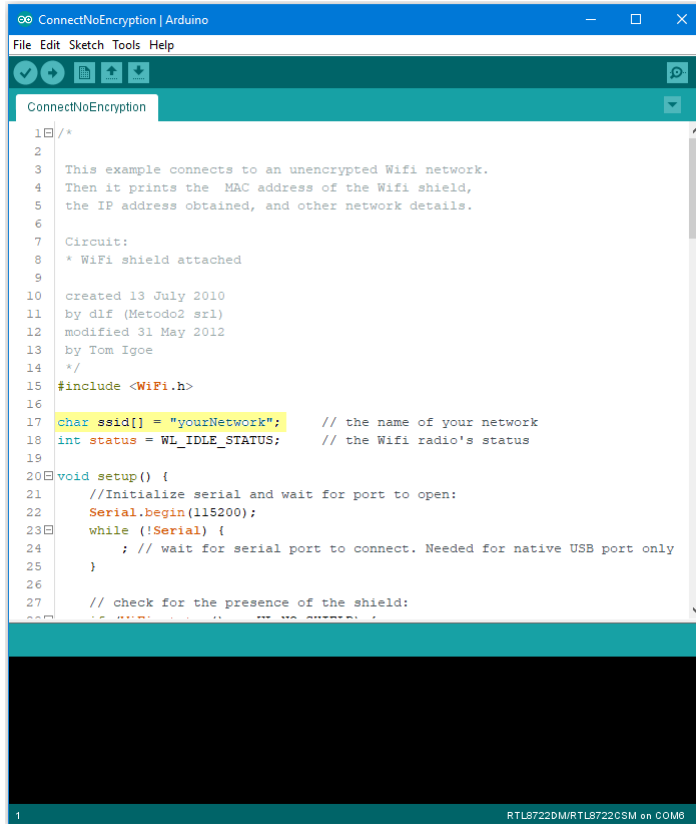 ConnectNoEncryption | Arduino
File Edit Sketch Tools Help
ConnectNoEncryption
1 /*
2
3 This example connects to an unencrypted Wifi network.
4 Then it prints the  MAC address of the Wifi shield,
5 the IP address obtained, and other network details.
6
7 Circuit:
8 * WiFi shield attached
9
10 created 13 July 2010
11 by dlf (Metodo2 srl)
12 modified 31 May 2012
13 by Tom Igoe
14 */
15 #include <WiFi.h>
16
17 char ssid[] = "yourNetwork";     // the name of your network
18 int status = WL_IDLE_STATUS;     // the Wifi radio's status
19
20 void setup() {
21     //Initialize serial and wait for port to open:
22     Serial.begin(115200);
23     while (!Serial) {
24         ; // wait for serial port to connect. Needed for native USB port only
25     }
26
27     // check for the presence of the shield:
1
RTL8722DM/RTL8722CSM on COM6